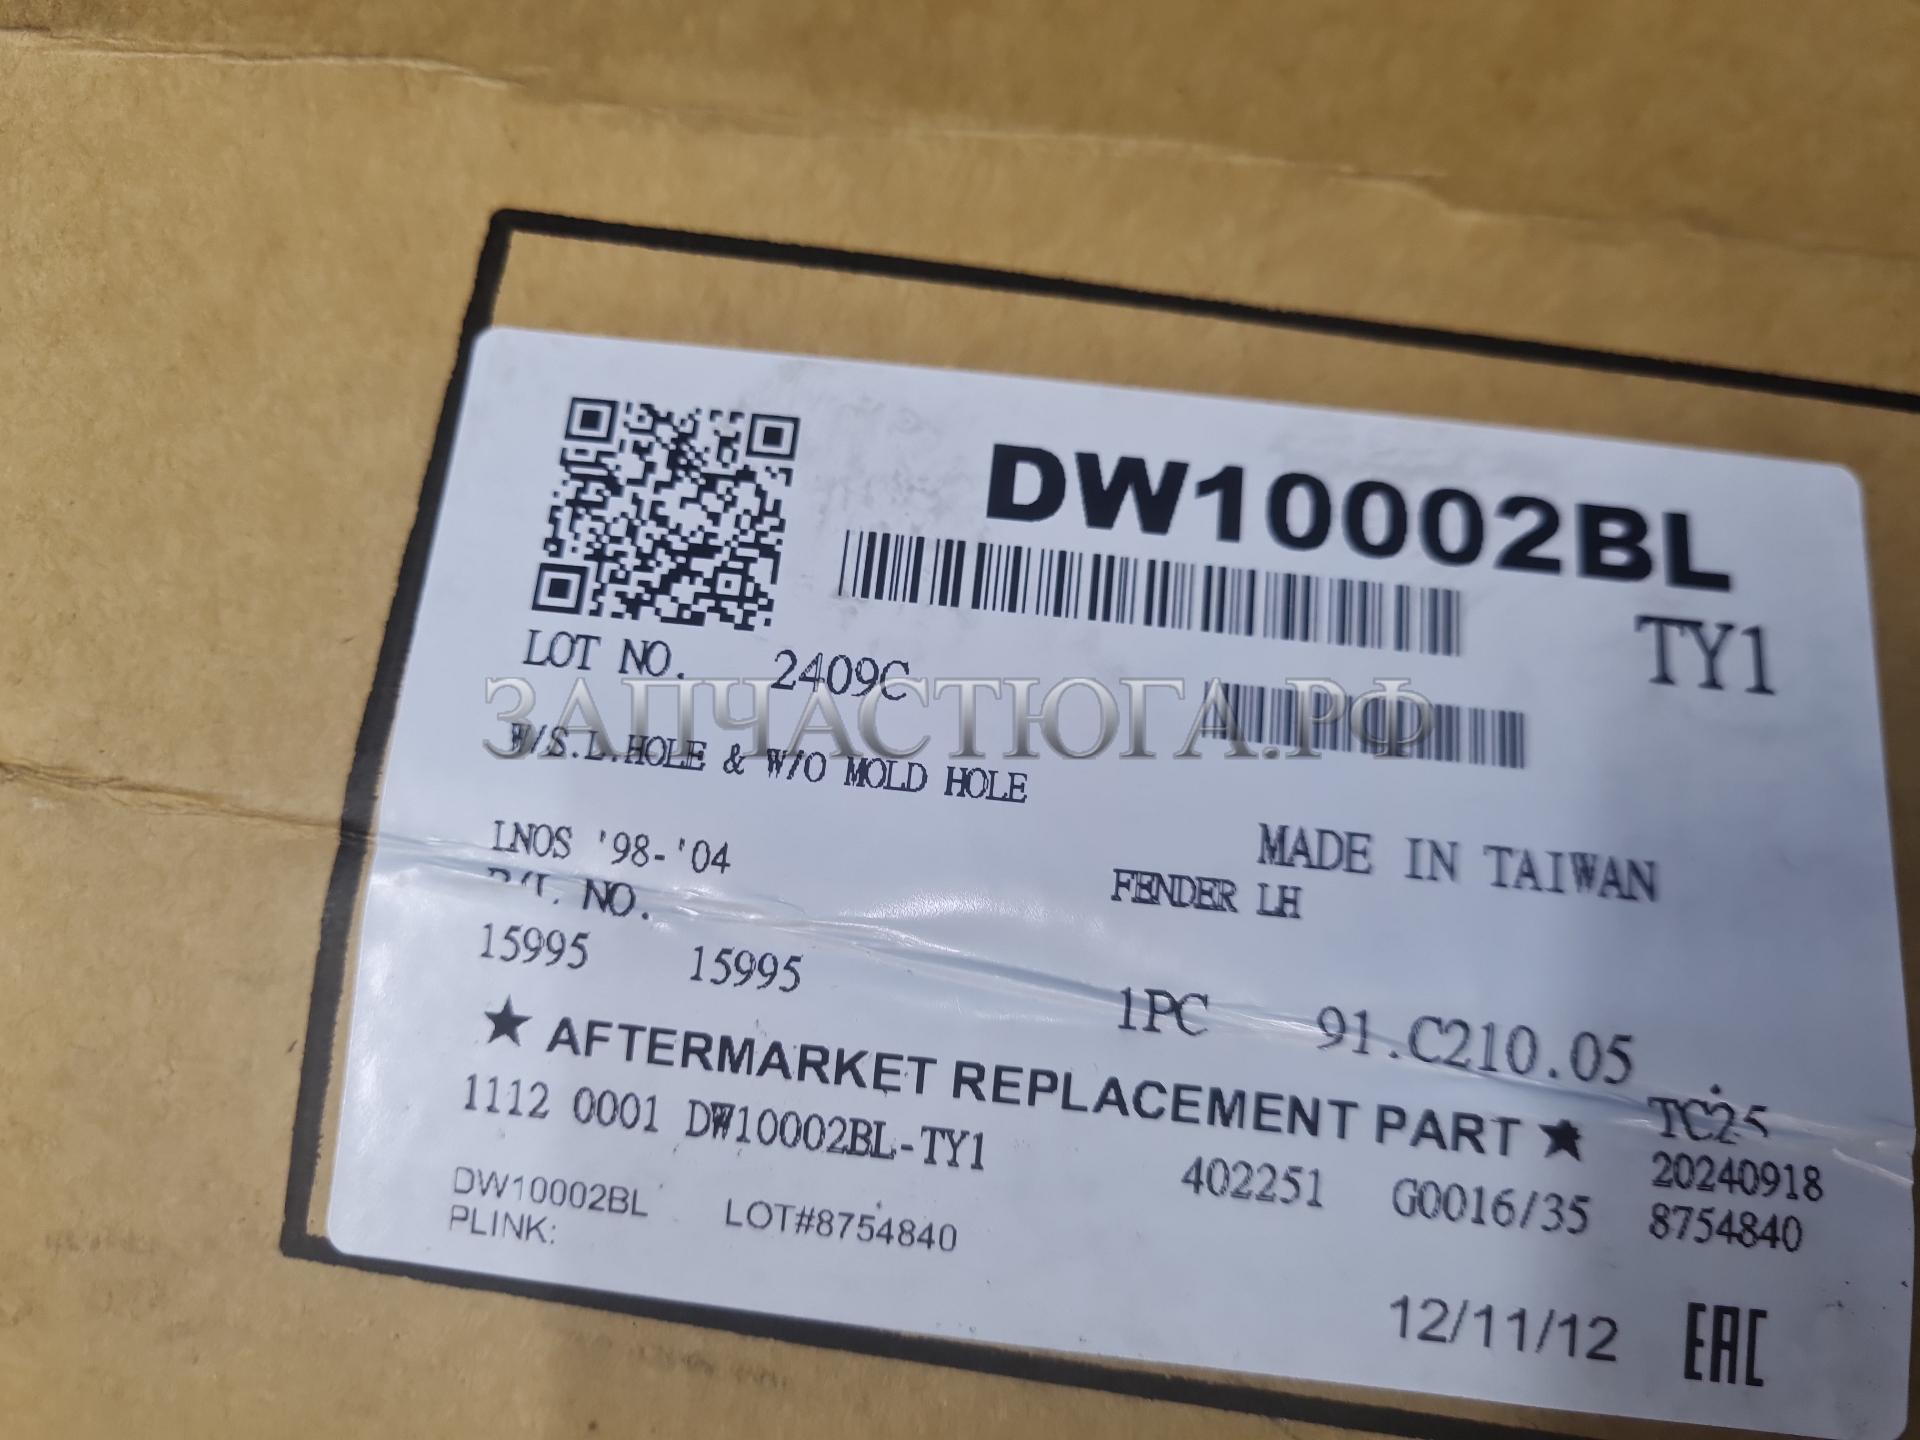 DW10002BL
TY1
LOT NO. 2409C
ЗАПЧАСТЮГА.РФ
W/S.L.HOLE & W/O MOLD HOLE
LNOS '98-'04
MADE IN TAIWAN
FENDER LH
NO.
15995 15995
1PC 91.C210.05
★ AFTERMARKET REPLACEMENT PART ★
TC25
1112 0001 DW10002BL-TY1
402251 G0016/35
20240918
8754840
DW10002BL LOT#8754840
PLINK:
12/11/12 EAC